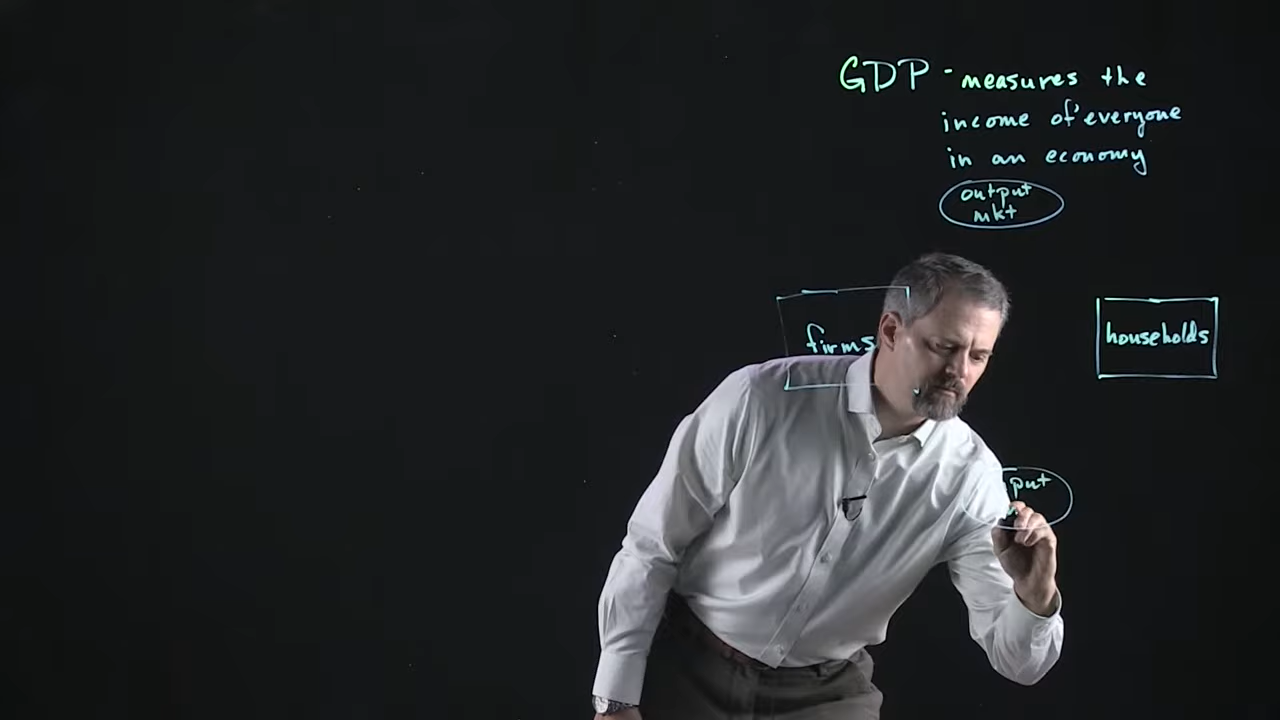 GDP - measures the
income of everyone
in an economy
output
mkt
firms
households
put